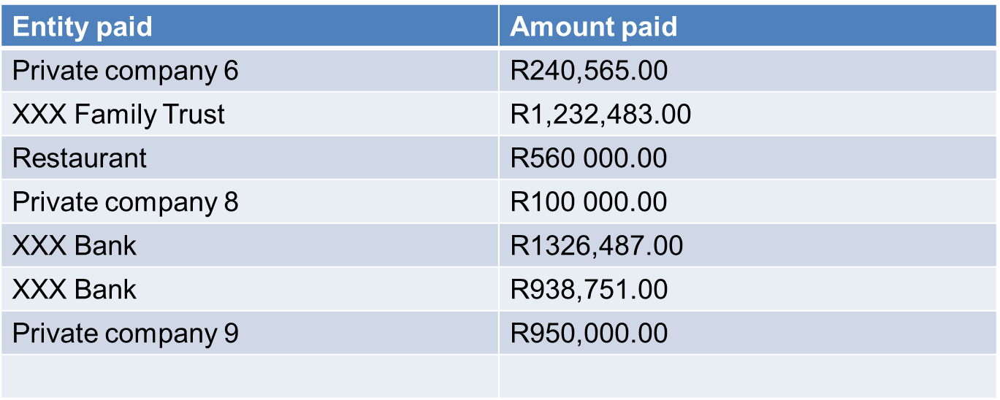 Entity paid Amount paid
Private company 6 R240,565.00
XXX Family Trust R1,232,483.00
Restaurant R560 000.00
Private company 8 R100 000.00
XXX Bank R1326,487.00
XXX Bank R938,751.00
Private company 9 R950,000.00